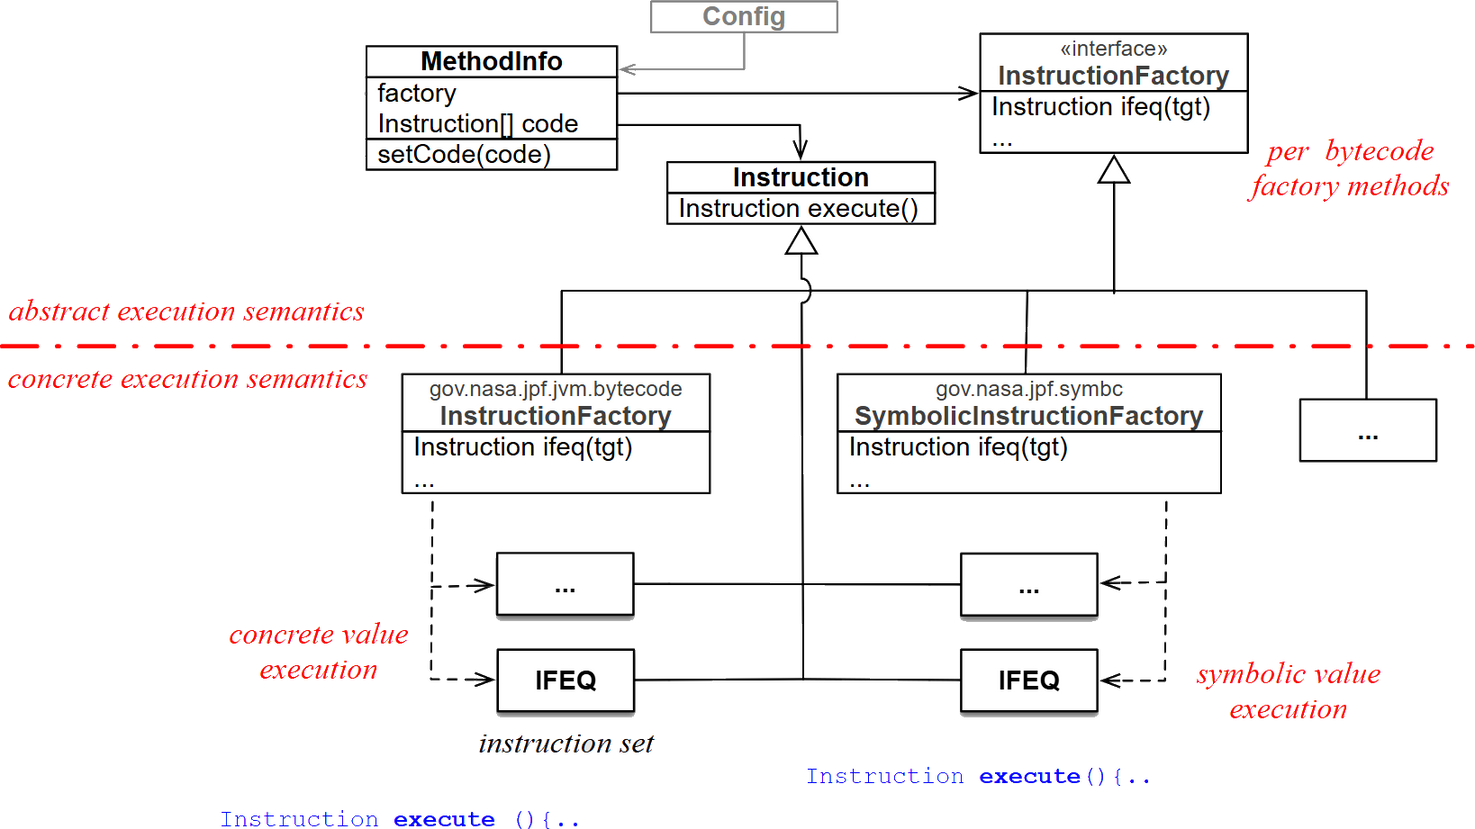 Config
MethodInfo
factory
Instruction[] code
setCode(code)
«interface»
InstructionFactory
Instruction ifeq(tgt)
...
per bytecode
factory methods
Instruction
Instruction execute()
abstract execution semantics
concrete execution semantics
gov.nasa.jpf.jvm.bytecode
InstructionFactory
Instruction ifeq(tgt)
...
gov.nasa.jpf.symbc
SymbolicInstructionFactory
Instruction ifeq(tgt)
...
...
...
...
concrete value
execution
IFEQ
IFEQ
symbolic value
execution
instruction set
Instruction execute(){..
Instruction execute (){..